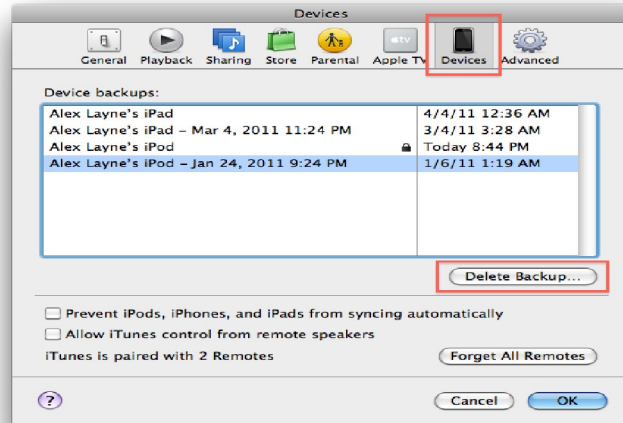 Devices
General Playback Sharing Store Parental Apple TV Devices Advanced
Device backups:
Alex Layne's iPad 4/4/11 12:36 AM
Alex Layne's iPad – Mar 4, 2011 11:24 PM 3/4/11 3:28 AM
Alex Layne's iPod Today 8:44 PM
Alex Layne's iPod – Jan 24, 2011 9:24 PM 1/6/11 1:19 AM
Delete Backup...
Prevent iPods, iPhones, and iPads from syncing automatically
Allow iTunes control from remote speakers
iTunes is paired with 2 Remotes Forget All Remotes
? Cancel OK